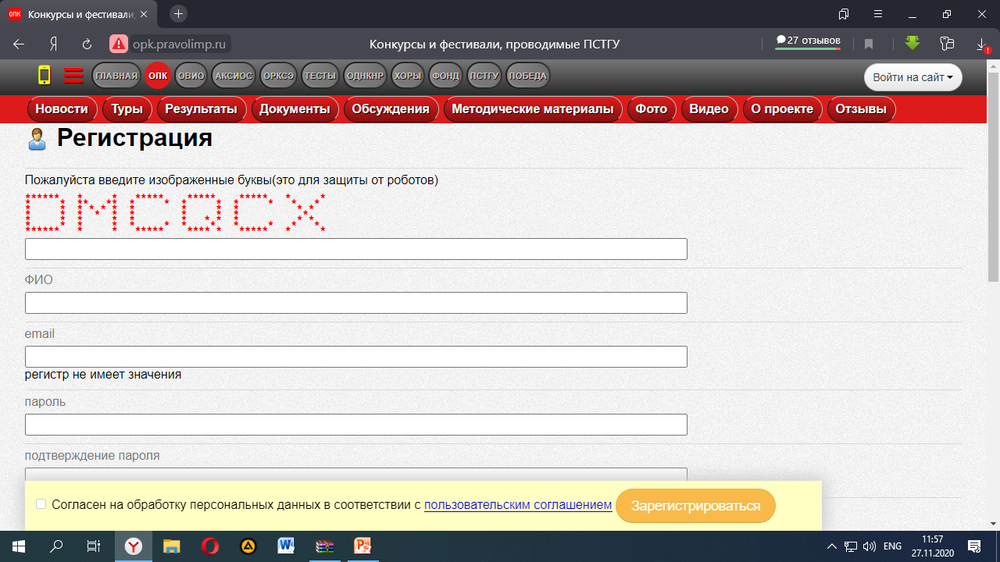 опк Конкурсы и фестивали,
opk.pravolimp.ru Конкурсы и фестивали, проводимые ПСТГУ 27 отзывов
ГЛАВНАЯ ОПК ОВИО АКСИОС ОРКСЭ ТЕСТЫ ОДНКНР ХОРЫ ФОНД ПСТГУ ПОБЕДА Войти на сайт
Новости Туры Результаты Документы Обсуждения Методические материалы Фото Видео О проекте Отзывы
Регистрация
Пожалуйста введите изображенные буквы(это для защиты от роботов)
DMCQCX
ФИО
email
регистр не имеет значения
пароль
подтверждение пароля
Согласен на обработку персональных данных в соответствии с пользовательским соглашением Зарегистрироваться
ENG 11:57
27.11.2020